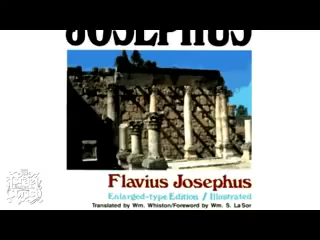 JOSEPHUS
Flavius Josephus
Enlarged-type Edition / Illustrated
Translated by Wm. Whiston/Foreword by Wm. S. LaSor